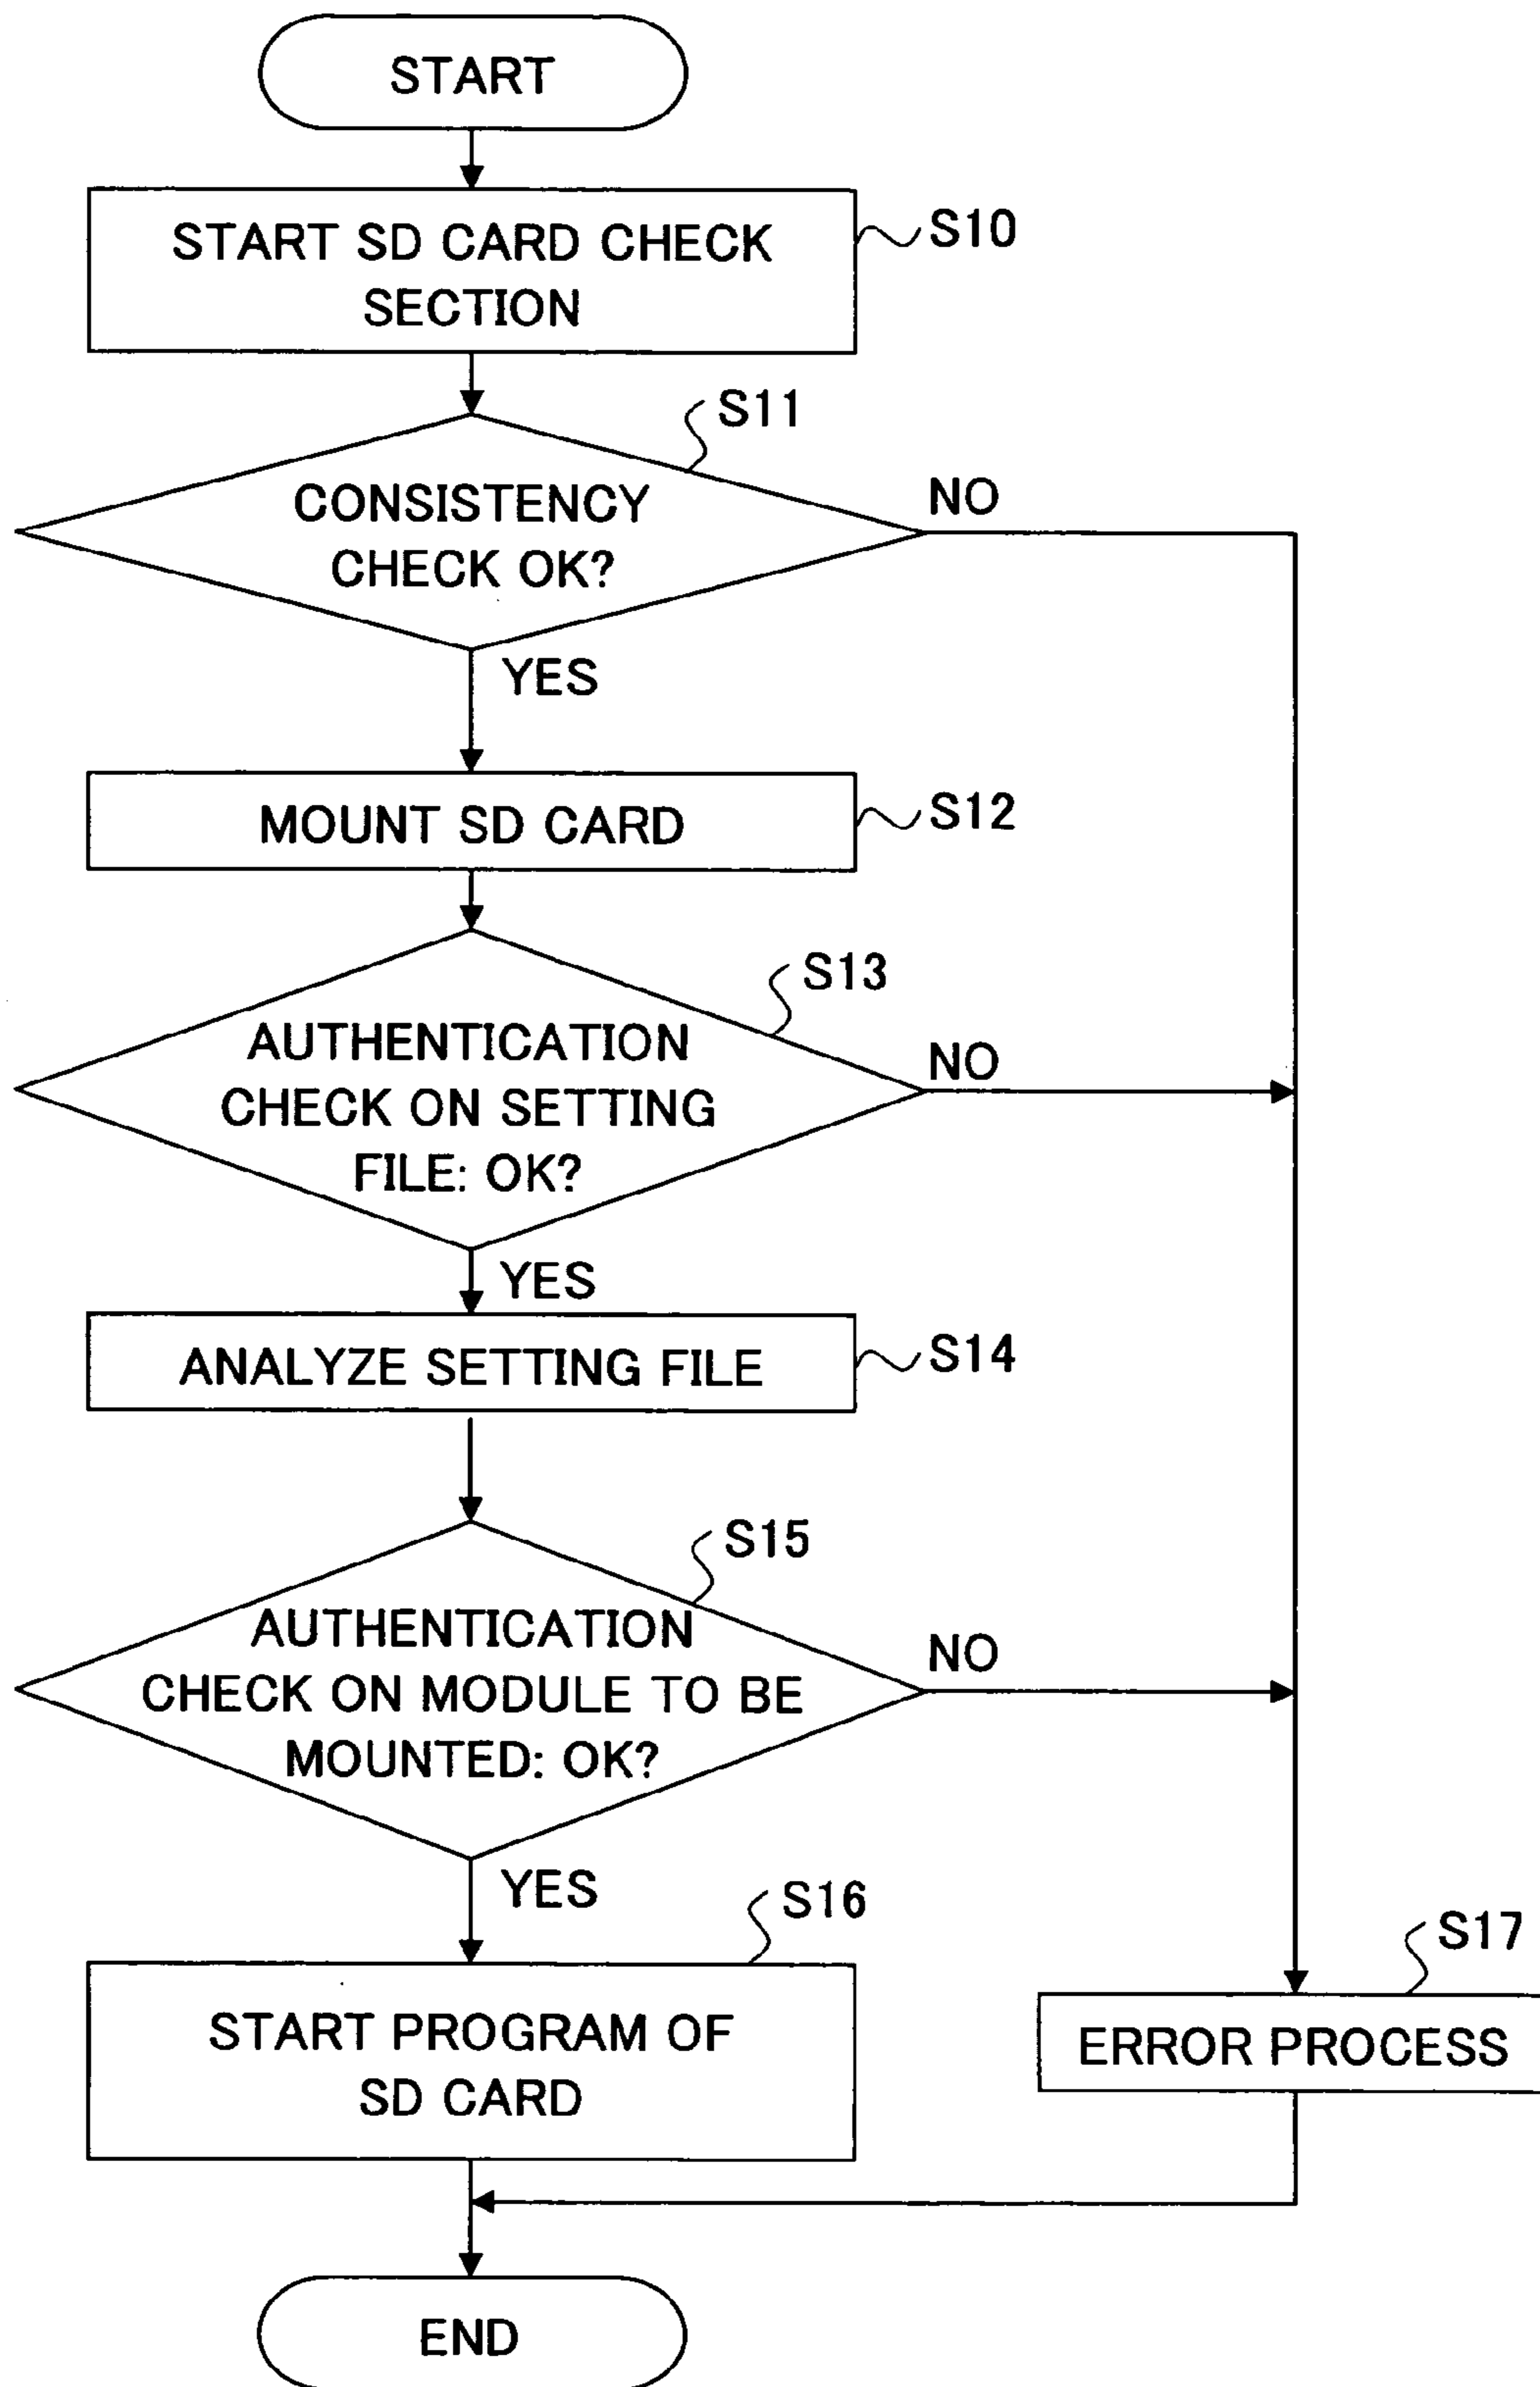 START
START SD CARD CHECK
SECTION
S10
S11
CONSISTENCY
CHECK OK?
NO
YES
MOUNT SD CARD
S12
S13
AUTHENTICATION
CHECK ON SETTING
FILE: OK?
NO
YES
ANALYZE SETTING FILE
S14
S15
AUTHENTICATION
CHECK ON MODULE TO BE
MOUNTED: OK?
NO
YES
S16
START PROGRAM OF
SD CARD
S17
ERROR PROCESS
END